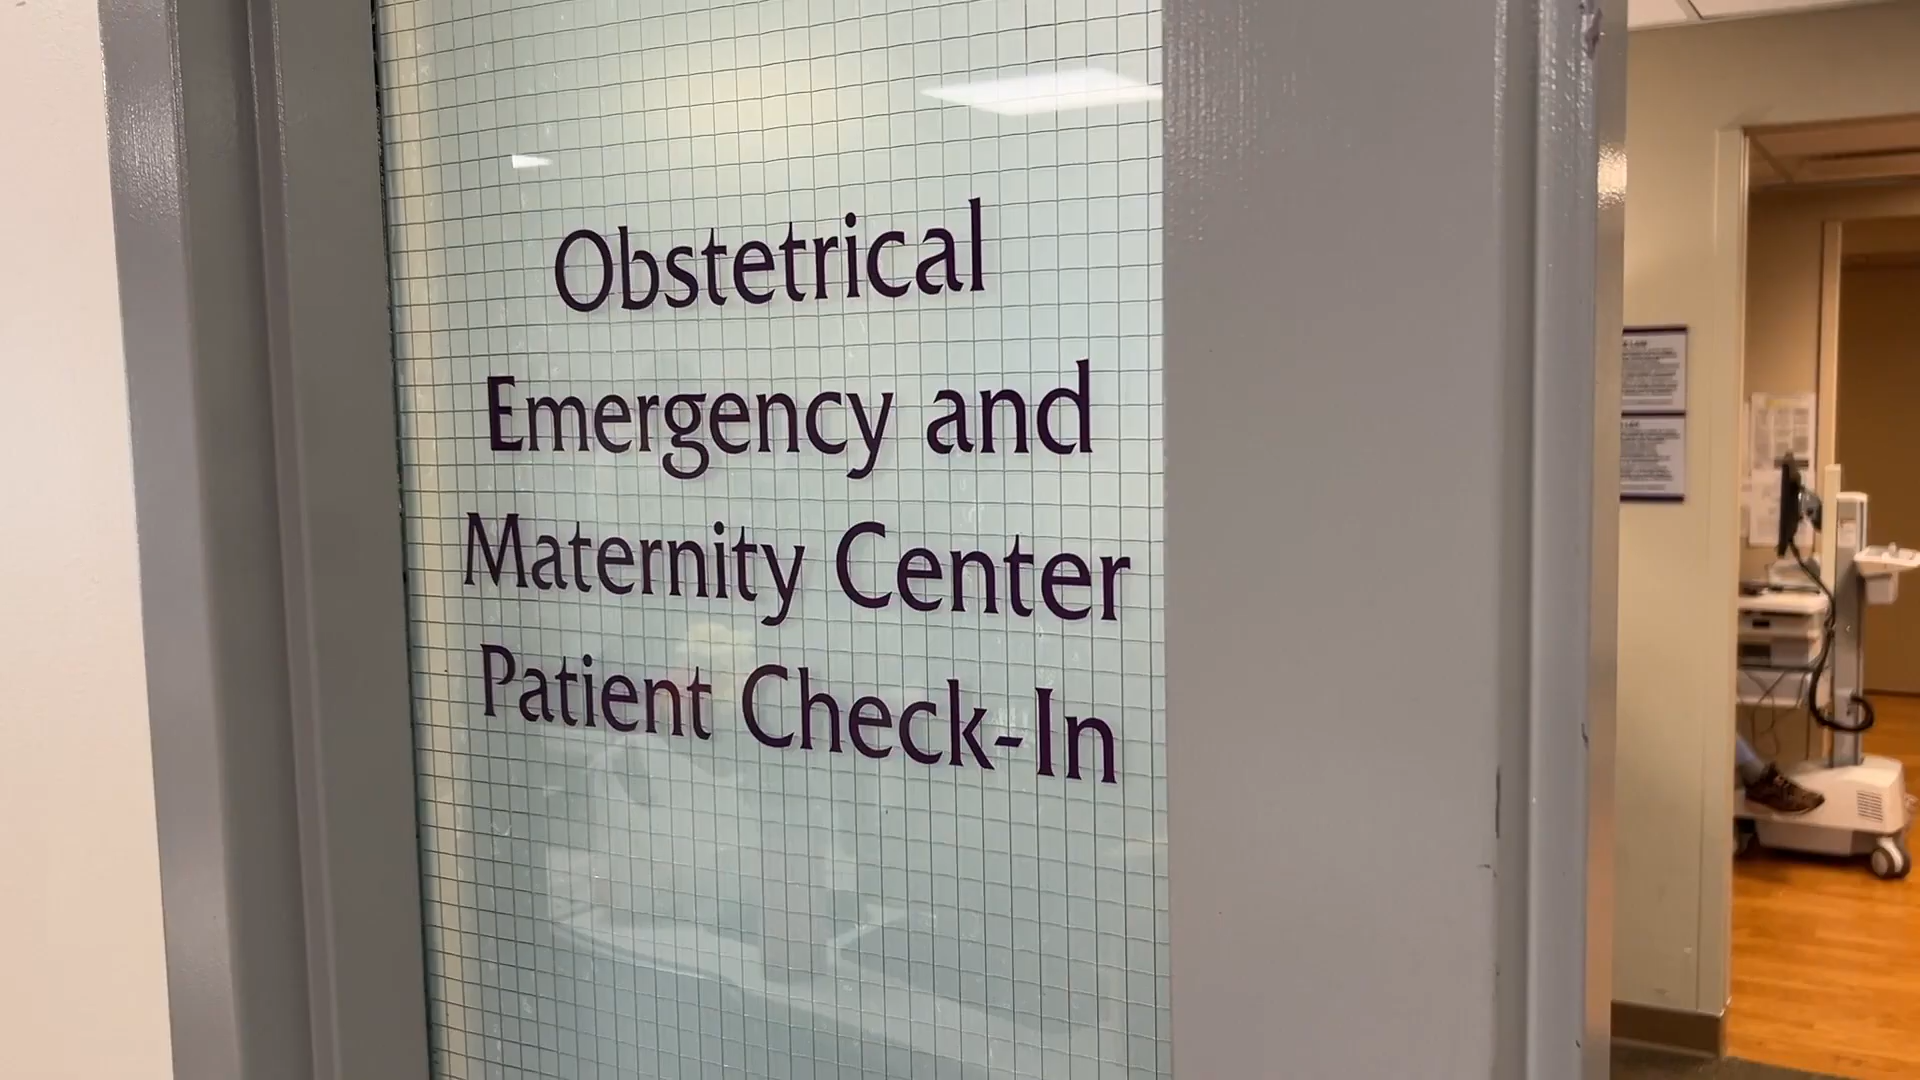 Obstetrical
Emergency and
Maternity Center
Patient Check-In